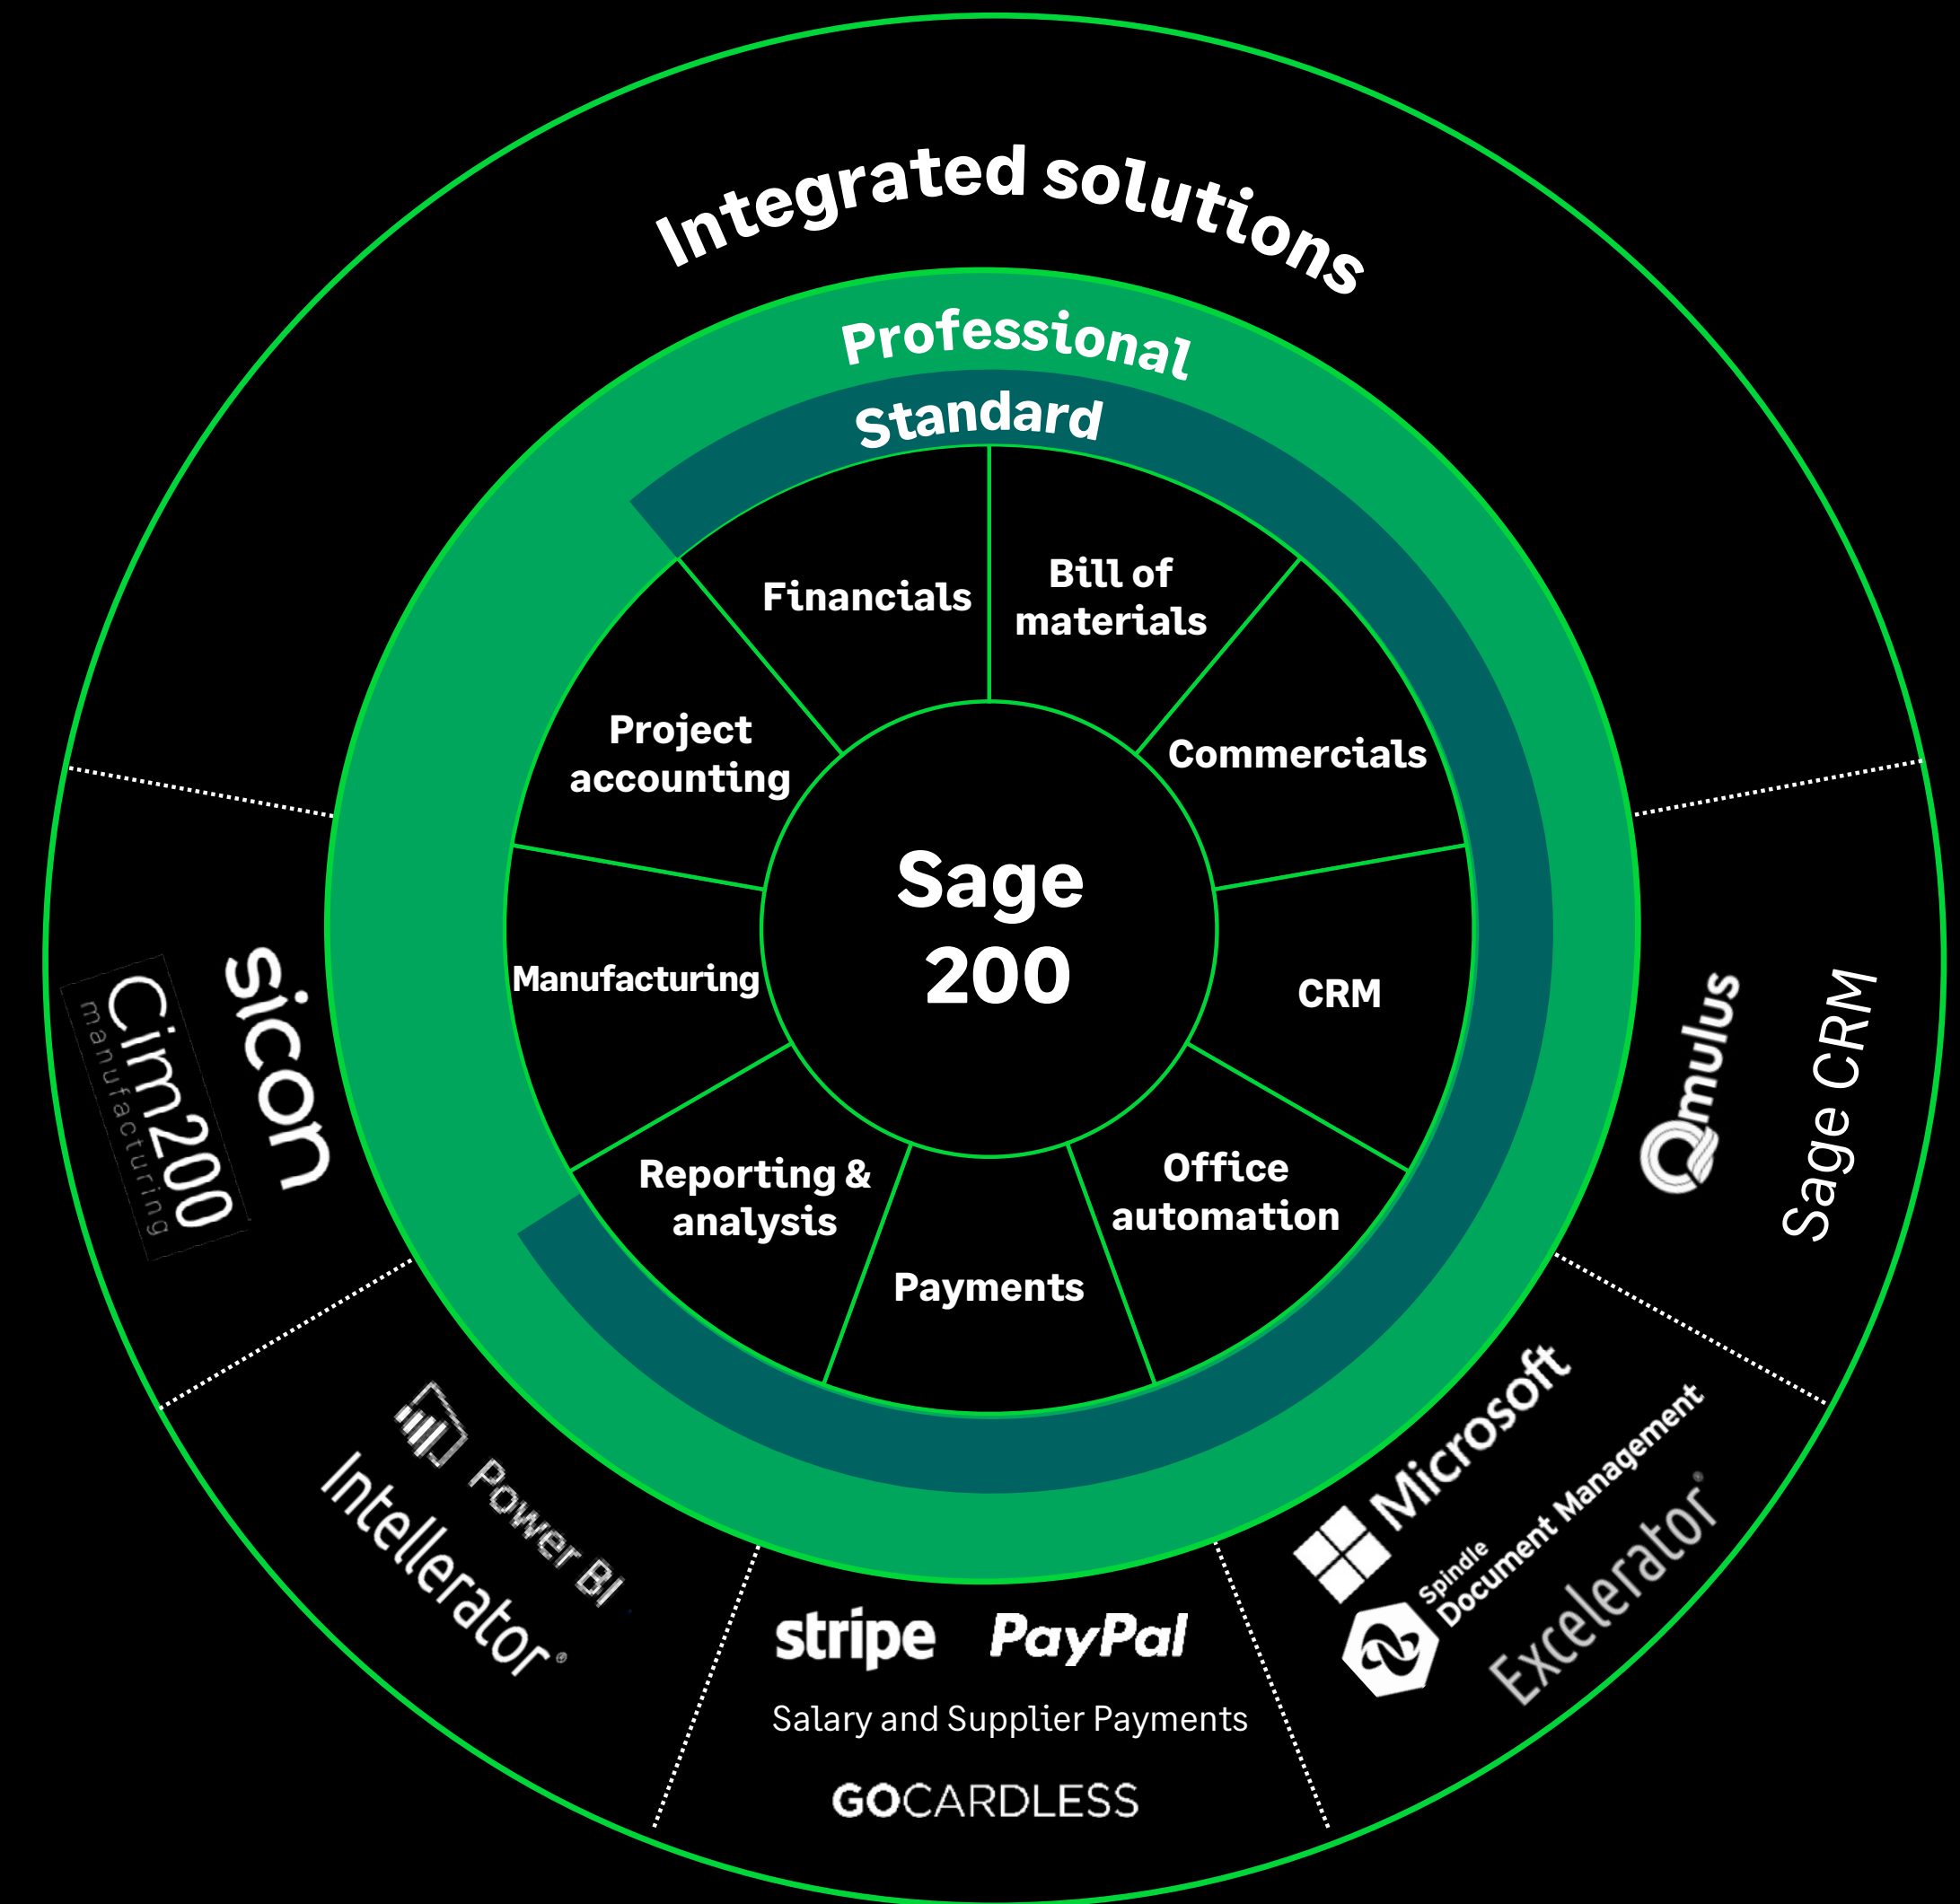 Integrated solutions
Professional
Standard
Financials
Bill of
materials
Project
accounting
Commercials
Sage
200
Manufacturing
CRM
Reporting &
analysis
Office
automation
Payments
sicon
Cim200
manufacturing
Qmulus
Sage CRM
Power BI
Intellerator®
Microsoft
Spindle
Document Management
Excelerator®
stripe
PayPal
Salary and Supplier Payments
GOCARDLESS